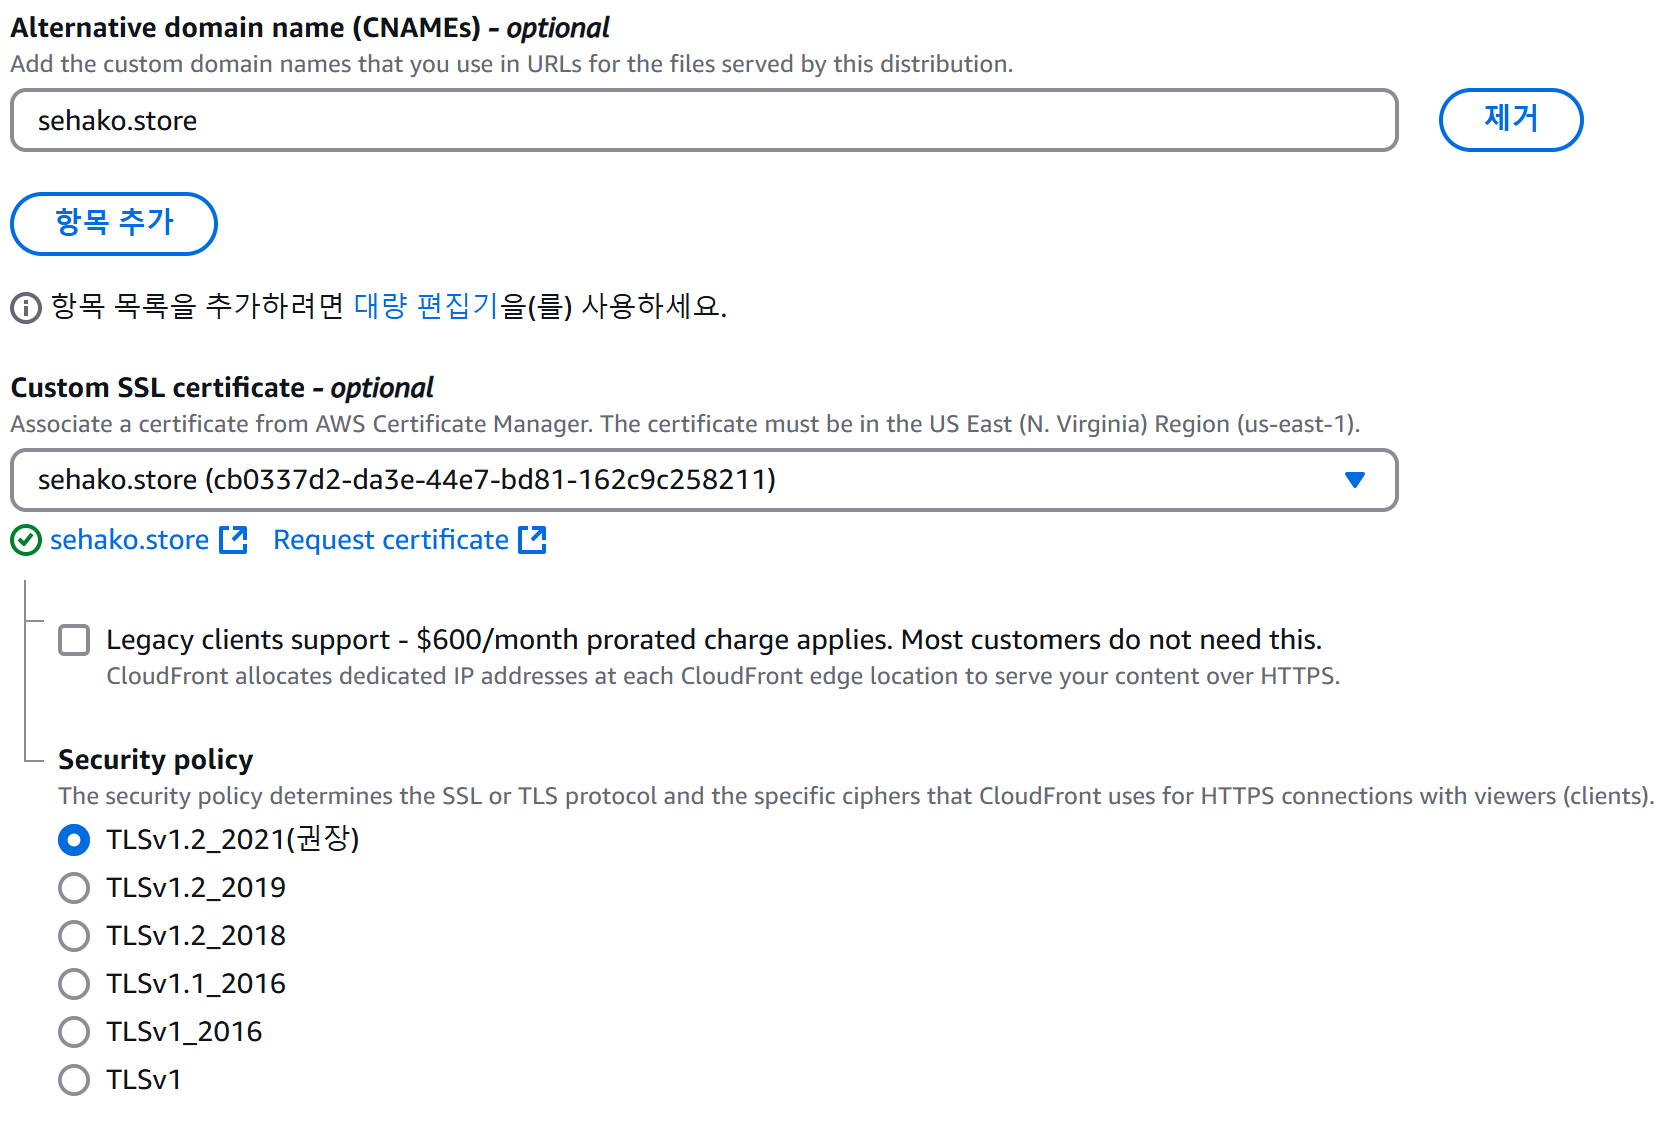 Alternative domain name (CNAMEs) - optional
Add the custom domain names that you use in URLs for the files served by this distribution.
sehako.store
제거
항목 추가
항목 목록을 추가하려면 대량 편집기을(를) 사용하세요.
Custom SSL certificate - optional
Associate a certificate from AWS Certificate Manager. The certificate must be in the US East (N. Virginia) Region (us-east-1).
sehako.store (cb0337d2-da3e-44e7-bd81-162c9c258211)
sehako.store Request certificate
Legacy clients support - $600/month prorated charge applies. Most customers do not need this.
CloudFront allocates dedicated IP addresses at each CloudFront edge location to serve your content over HTTPS.
Security policy
The security policy determines the SSL or TLS protocol and the specific ciphers that CloudFront uses for HTTPS connections with viewers (clients).
TLSv1.2_2021(권장)
TLSv1.2_2019
TLSv1.2_2018
TLSv1.1_2016
TLSv1_2016
TLSv1